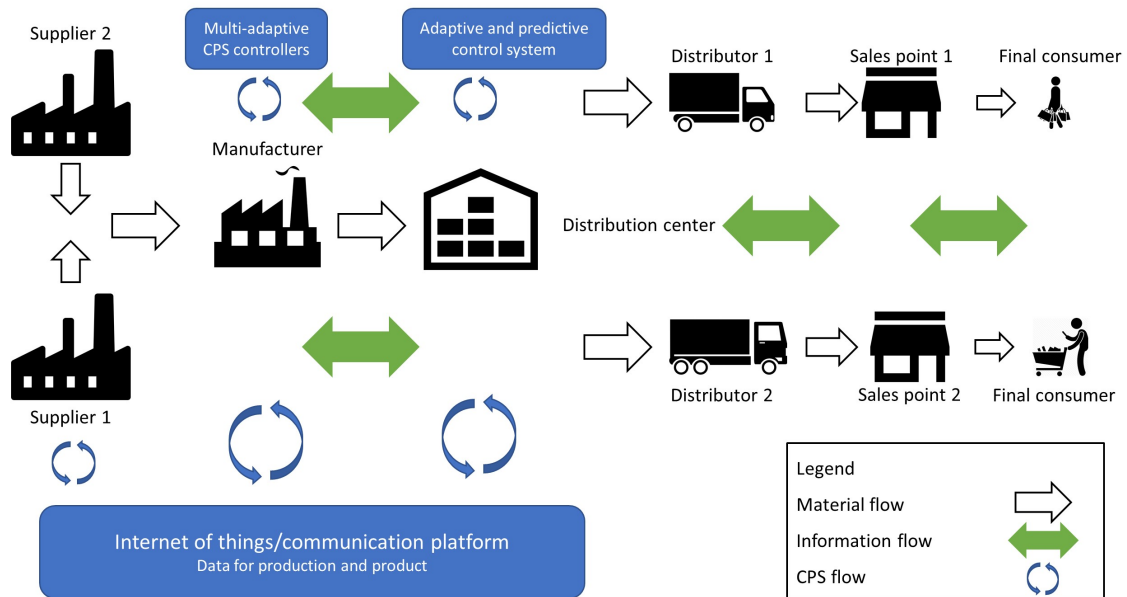 Supplier 2
Multi-adaptive
CPS controllers
Adaptive and predictive
control system
Distributor 1
Sales point 1
Final consumer
Manufacturer
Distribution center
Supplier 1
Distributor 2
Sales point 2
Final consumer
Internet of things/communication platform
Data for production and product
Legend
Material flow
Information flow
CPS flow